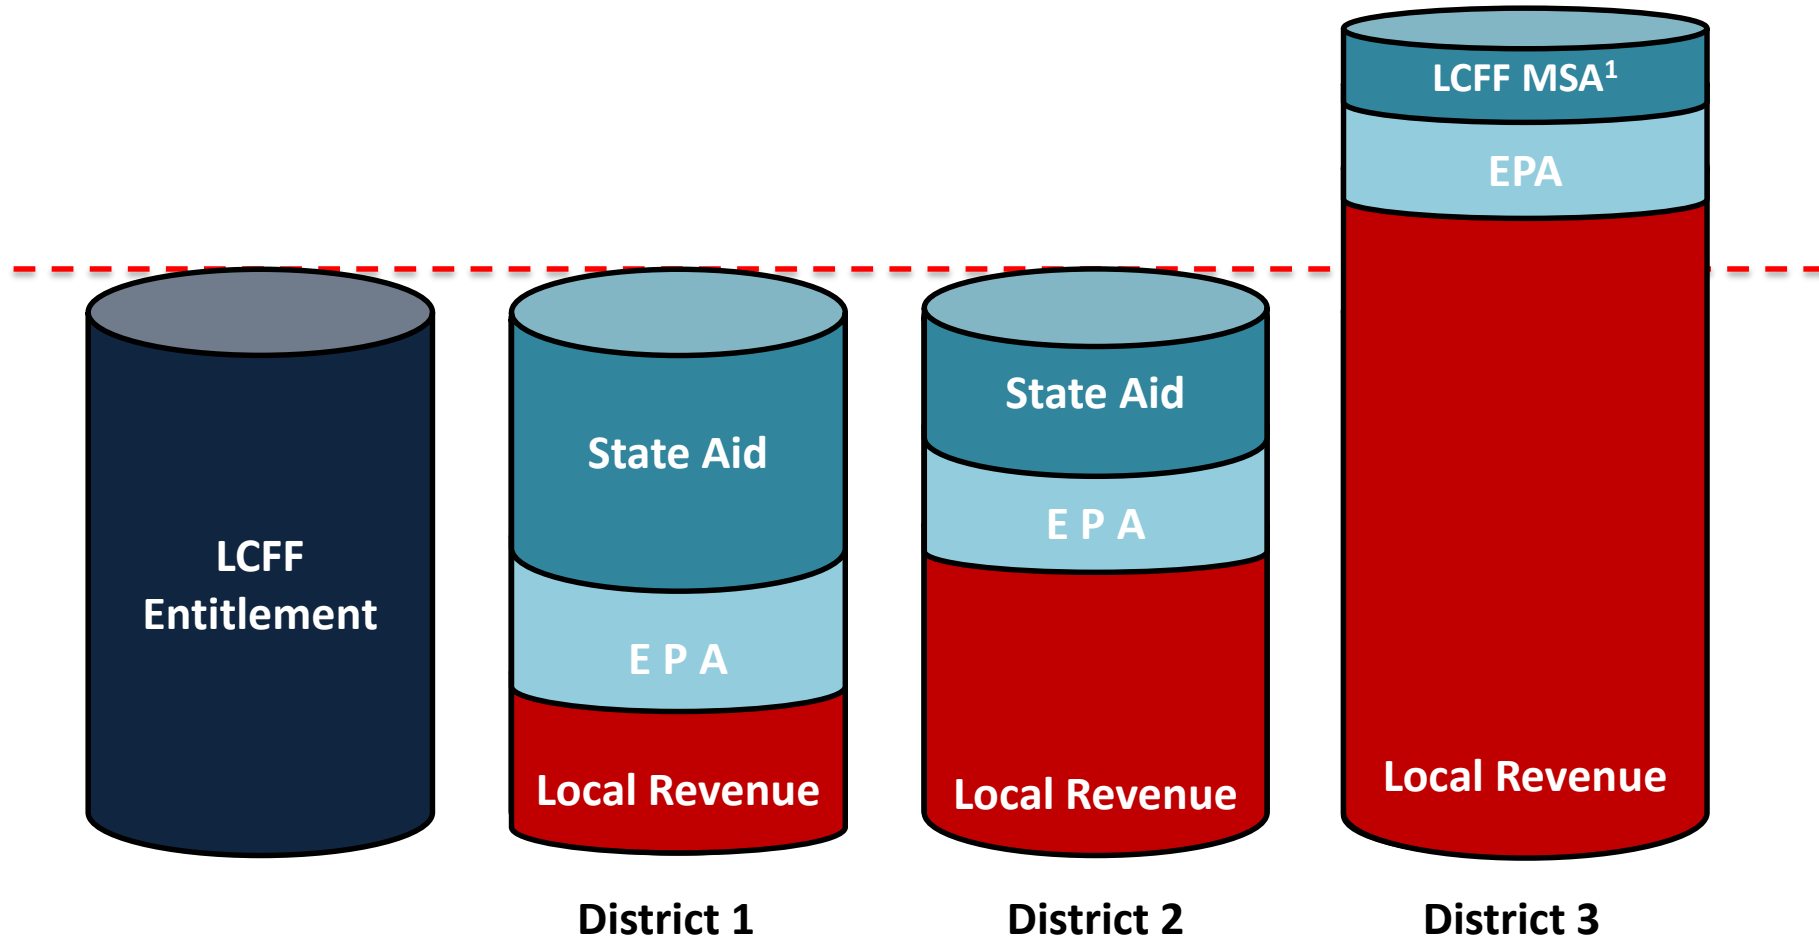 LCFF
Entitlement
State Aid
E P A
Local Revenue
District 1
State Aid
E P A
Local Revenue
District 2
LCFF MSA¹
EPA
Local Revenue
District 3